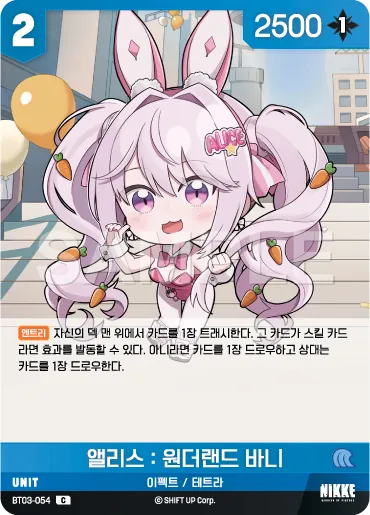 2
2500
1
ALICE
SAMPLE
엔트리 자신의 덱 맨 위에서 카드를 1장 트래시한다. 그 카드가 스킬 카드
라면 효과를 발동할 수 있다. 아니라면 카드를 1장 드로우하고 상대는
카드를 1장 드로우한다.
앨리스 : 원더랜드 바니
UNIT
이펙트 / 테트라
NIKKE
BT03-054 C
©SHIFT UP Corp.